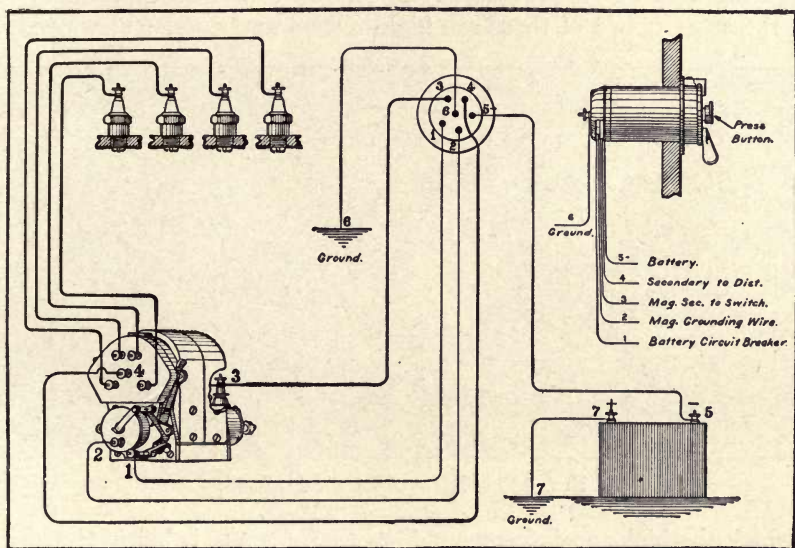 3
4
6
5-
1
2
Press
Button.
6
Ground.
6
Ground.
5- Battery.
4 Secondary to Dist.
3 Mag. Sec. to Switch.
2 Mag. Grounding Wire.
1 Battery Circuit Breaker.
4
3
2
1
+
−
7
5
7
Ground.